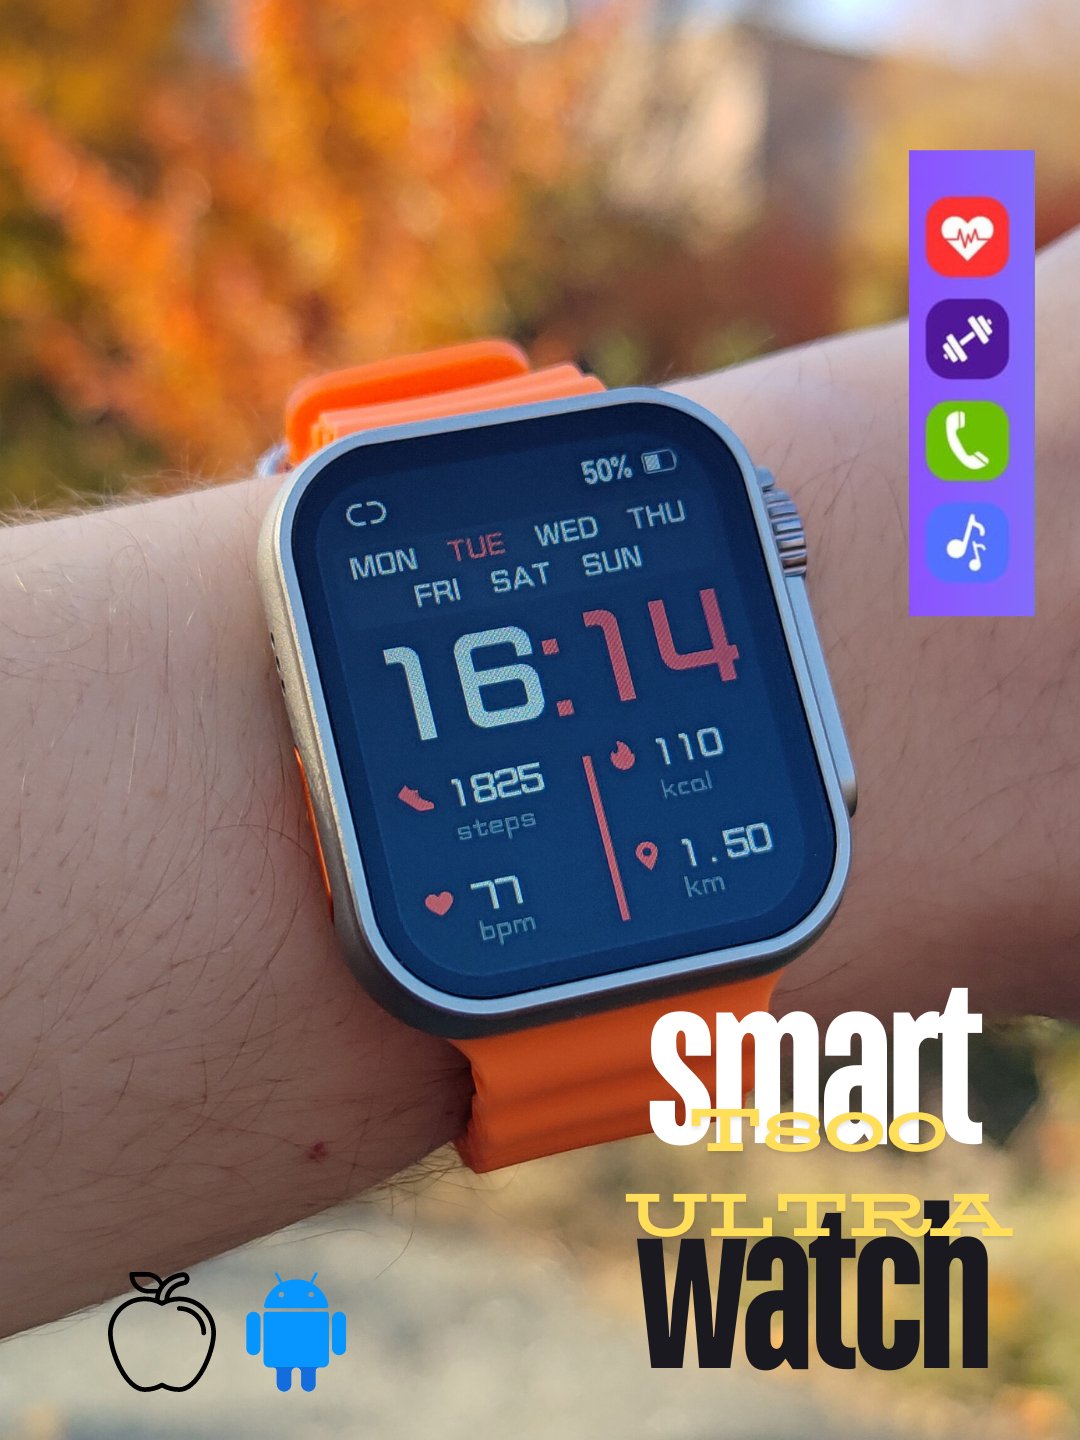 50%
MON TUE WED THU
FRI SAT SUN
16:14
1825
steps
110
kcal
77
bpm
1.50
km
smart
T800
ULTRA
watch